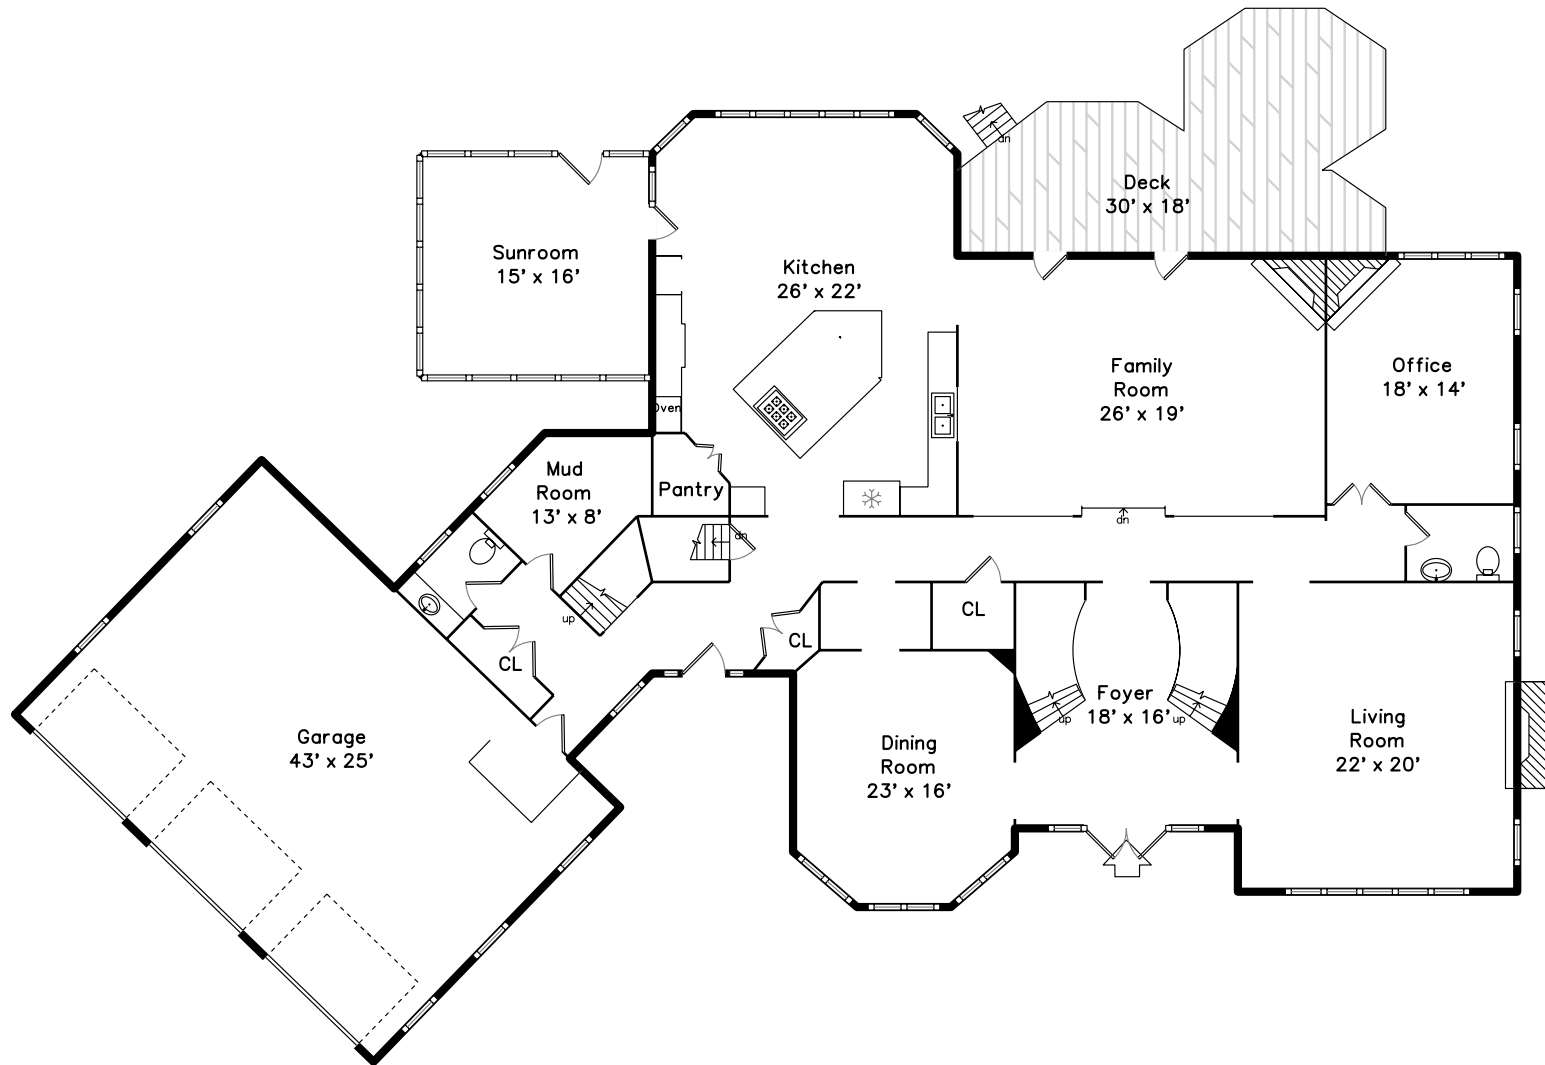 Deck
30' x 18'
dn
Sunroom
15' x 16'
Kitchen
26' x 22'
Family
Room
26' x 19'
Office
18' x 14'
Oven
Mud
Room
13' x 8'
Pantry
dn
dn
up
CL
CL
CL
Garage
43' x 25'
Foyer
18' x 16'
up
up
Dining
Room
23' x 16'
Living
Room
22' x 20'